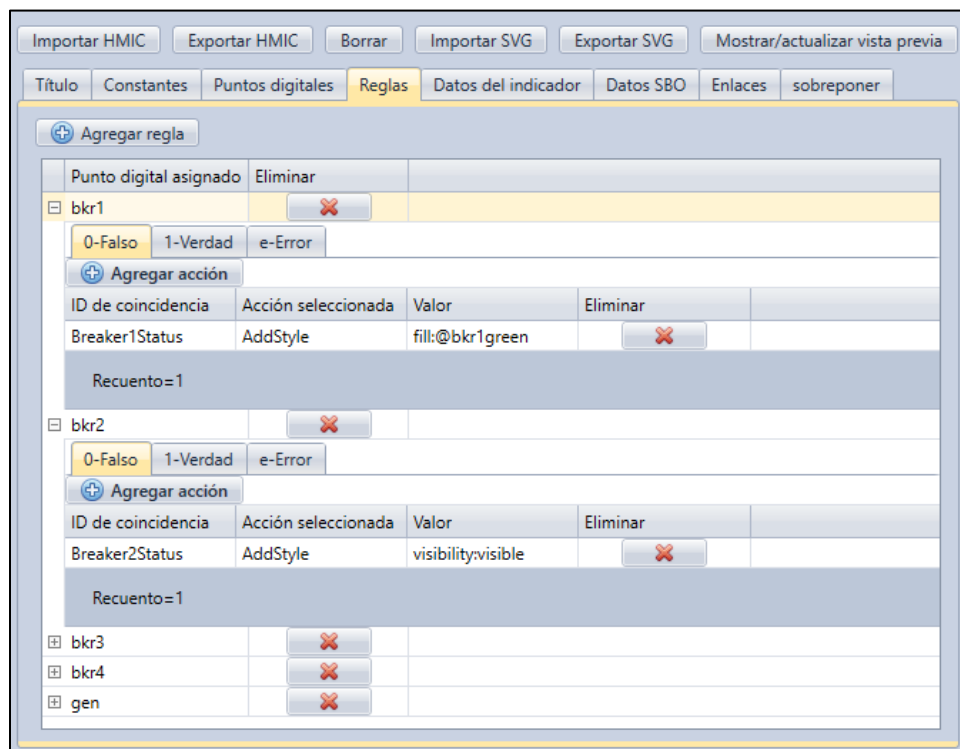 Importar HMIC Exportar HMIC Borrar Importar SVG Exportar SVG Mostrar/actualizar vista previa
Título Constantes Puntos digitales Reglas Datos del indicador Datos SBO Enlaces sobreponer
Agregar regla
Punto digital asignado Eliminar
bkr1
0-Falso 1-Verdad e-Error
Agregar acción
ID de coincidencia Acción seleccionada Valor Eliminar
Breaker1Status AddStyle fill:@bkr1green
Recuento=1
bkr2
0-Falso 1-Verdad e-Error
Agregar acción
ID de coincidencia Acción seleccionada Valor Eliminar
Breaker2Status AddStyle visibility:visible
Recuento=1
bkr3
bkr4
gen